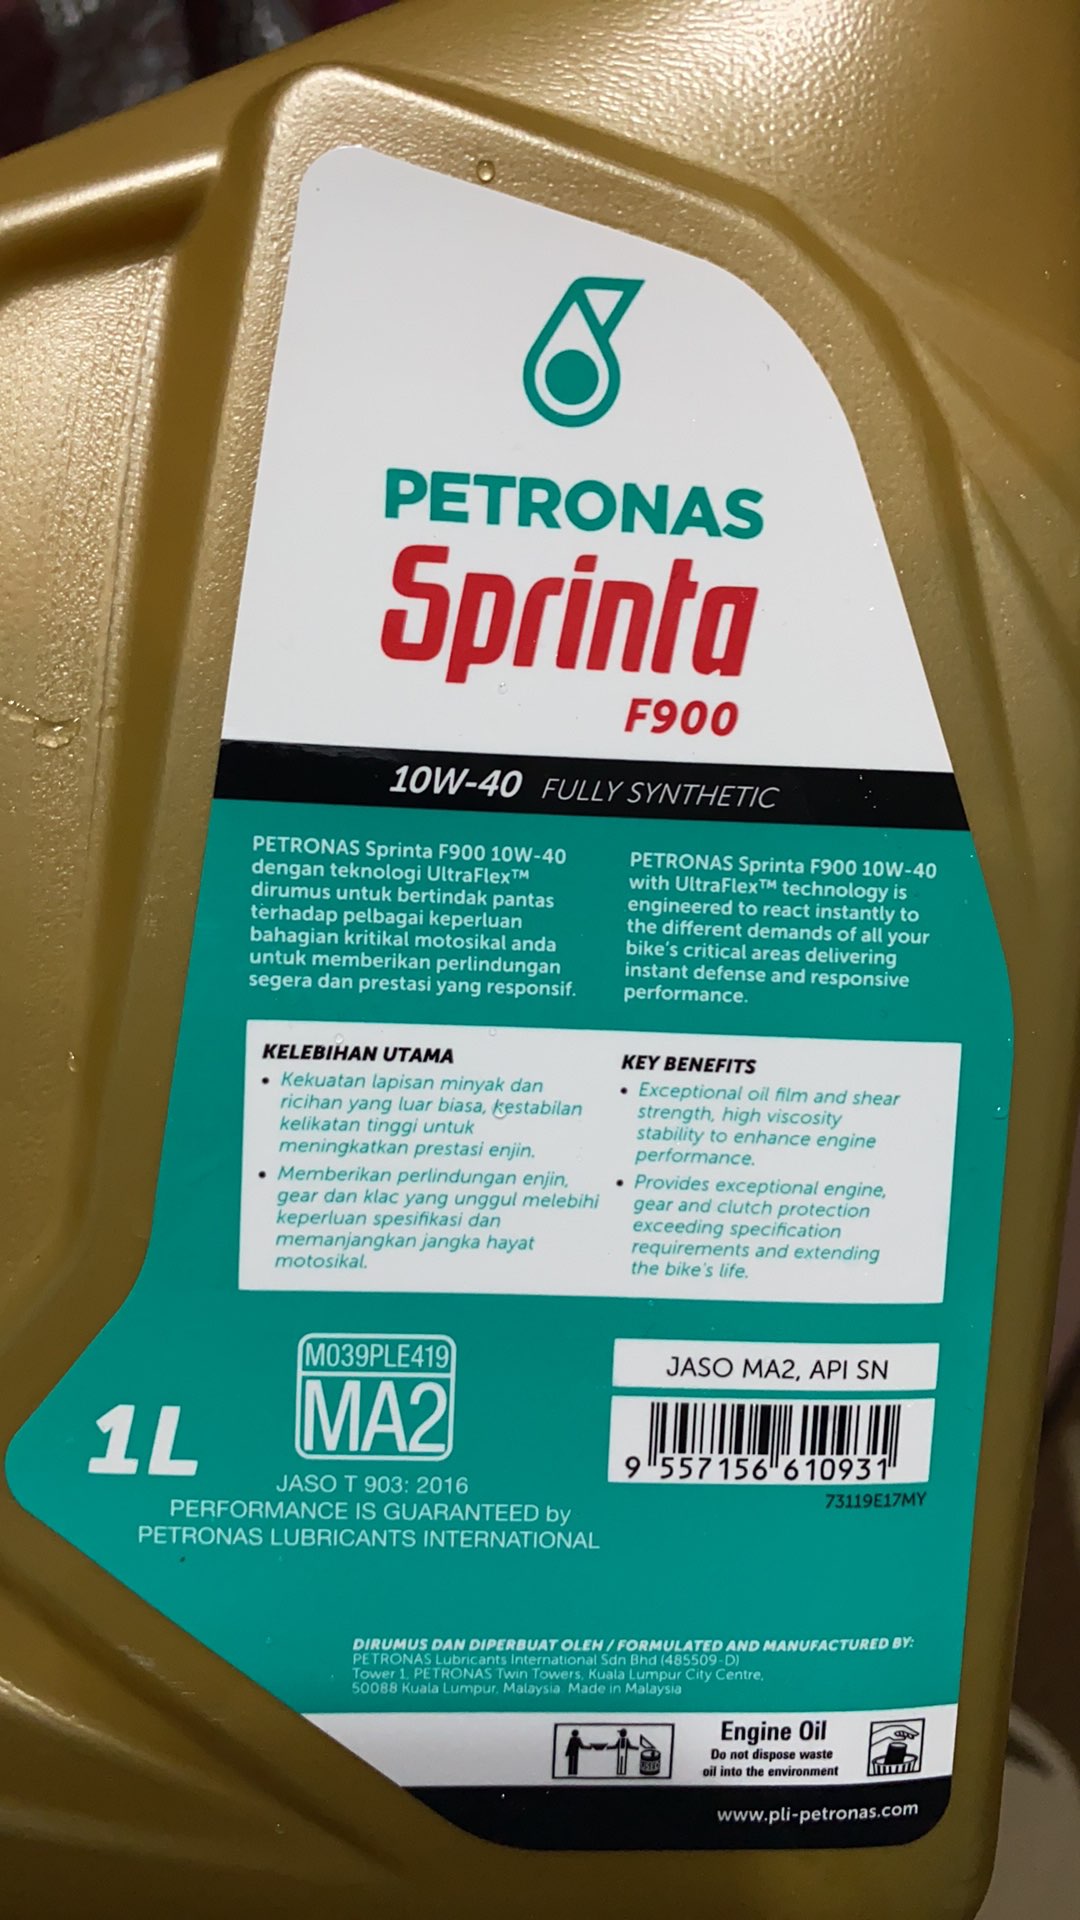 PETRONAS
Sprinta
F900
10W-40 FULLY SYNTHETIC
PETRONAS Sprinta F900 10W-40
dengan teknologi UltraFlex™
dirumus untuk bertindak pantas
terhadap pelbagai keperluan
bahagian kritikal motosikal anda
untuk memberikan perlindungan
segera dan prestasi yang responsif.
PETRONAS Sprinta F900 10W-40
with UltraFlex™ technology is
engineered to react instantly to
the different demands of all your
bike's critical areas delivering
instant defense and responsive
performance.
KELEBIHAN UTAMA
• Kekuatan lapisan minyak dan
ricihan yang luar biasa, kestabilan
kelikatan tinggi untuk
meningkatkan prestasi enjin.
• Memberikan perlindungan enjin,
gear dan klac yang unggul melebihi
keperluan spesifikasi dan
memanjangkan jangka hayat
motosikal.
KEY BENEFITS
• Exceptional oil film and shear
strength, high viscosity
stability to enhance engine
performance.
• Provides exceptional engine,
gear and clutch protection
exceeding specification
requirements and extending
the bike's life.
1L
M039PLE419
MA2
JASO T 903: 2016
PERFORMANCE IS GUARANTEED by
PETRONAS LUBRICANTS INTERNATIONAL
JASO MA2, API SN
9 557156 610931
73119E17MY
DIRUMUS DAN DIPERBUAT OLEH / FORMULATED AND MANUFACTURED BY:
PETRONAS Lubricants International Sdn Bhd (485509-D)
Tower 1, PETRONAS Twin Towers, Kuala Lumpur City Centre,
50088 Kuala Lumpur, Malaysia. Made in Malaysia
USED
Engine Oil
Do not dispose waste
oil into the environment
www.pli-petronas.com